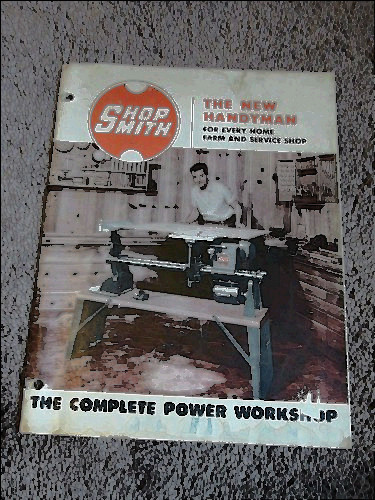 SHOP
SMITH
THE NEW
HANDYMAN
FOR EVERY HOME
FARM AND SERVICE SHOP
THE COMPLETE POWER WORKSHOP